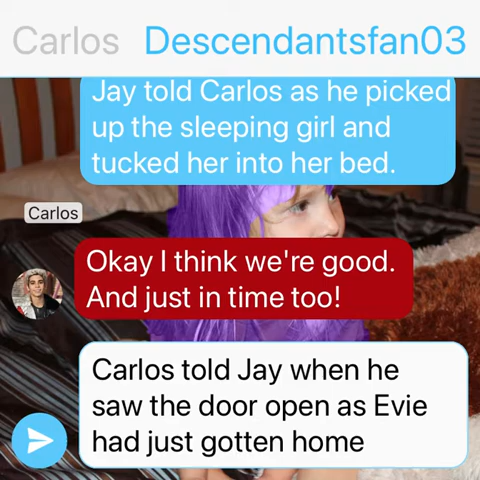 Carlos Descendantsfan03
Jay told Carlos as he picked
up the sleeping girl and
tucked her into her bed.
Carlos
Okay I think we're good.
And just in time too!
Carlos told Jay when he
saw the door open as Evie
had just gotten home